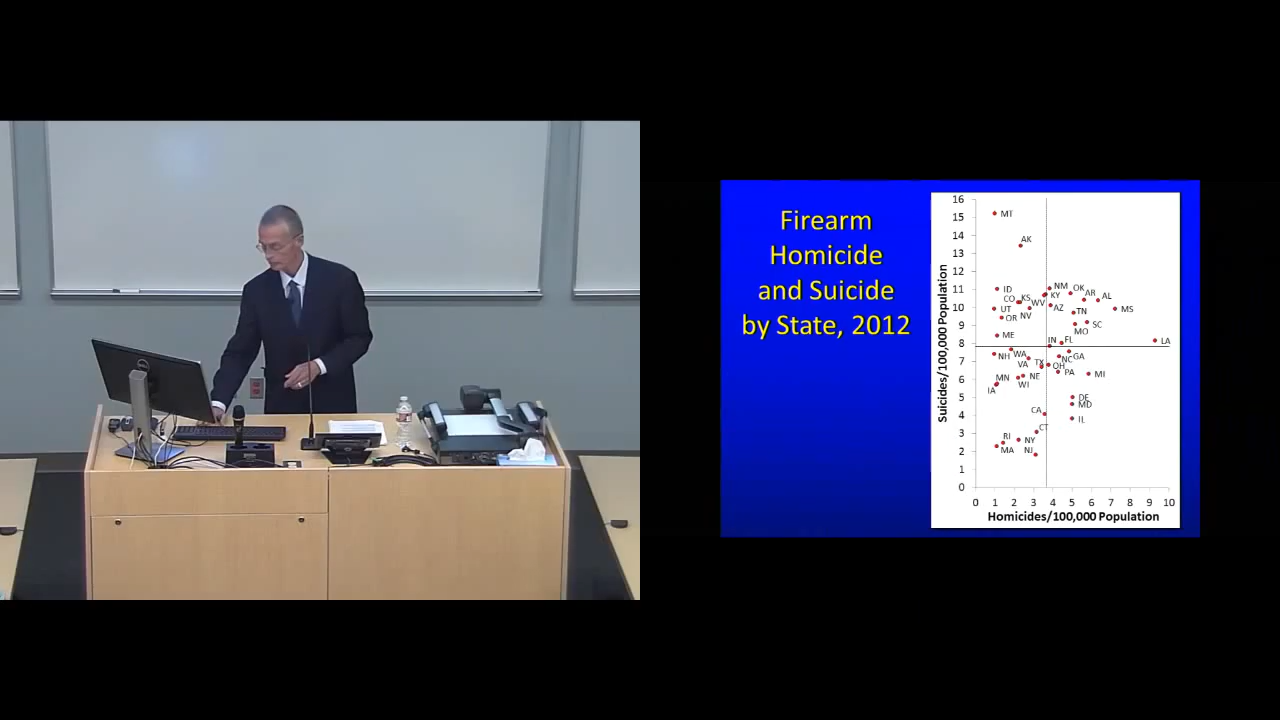 Firearm
Homicide
and Suicide
by State, 2012
Suicides/100,000 Population
16
15
14
13
12
11
10
9
8
7
6
5
4
3
2
1
0
MT
AK
ID
NM
OK
AR
AL
CO
KS
WV
KY
UT
NV
AZ
TN
MS
OR
MO
SC
ME
IN
FL
LA
NH
WA
VA
TX
OH
NC
GA
PA
MI
MN
WI
NE
IA
DE
MD
CA
IL
CT
RI
NY
MA
NJ
0 1 2 3 4 5 6 7 8 9 10
Homicides/100,000 Population